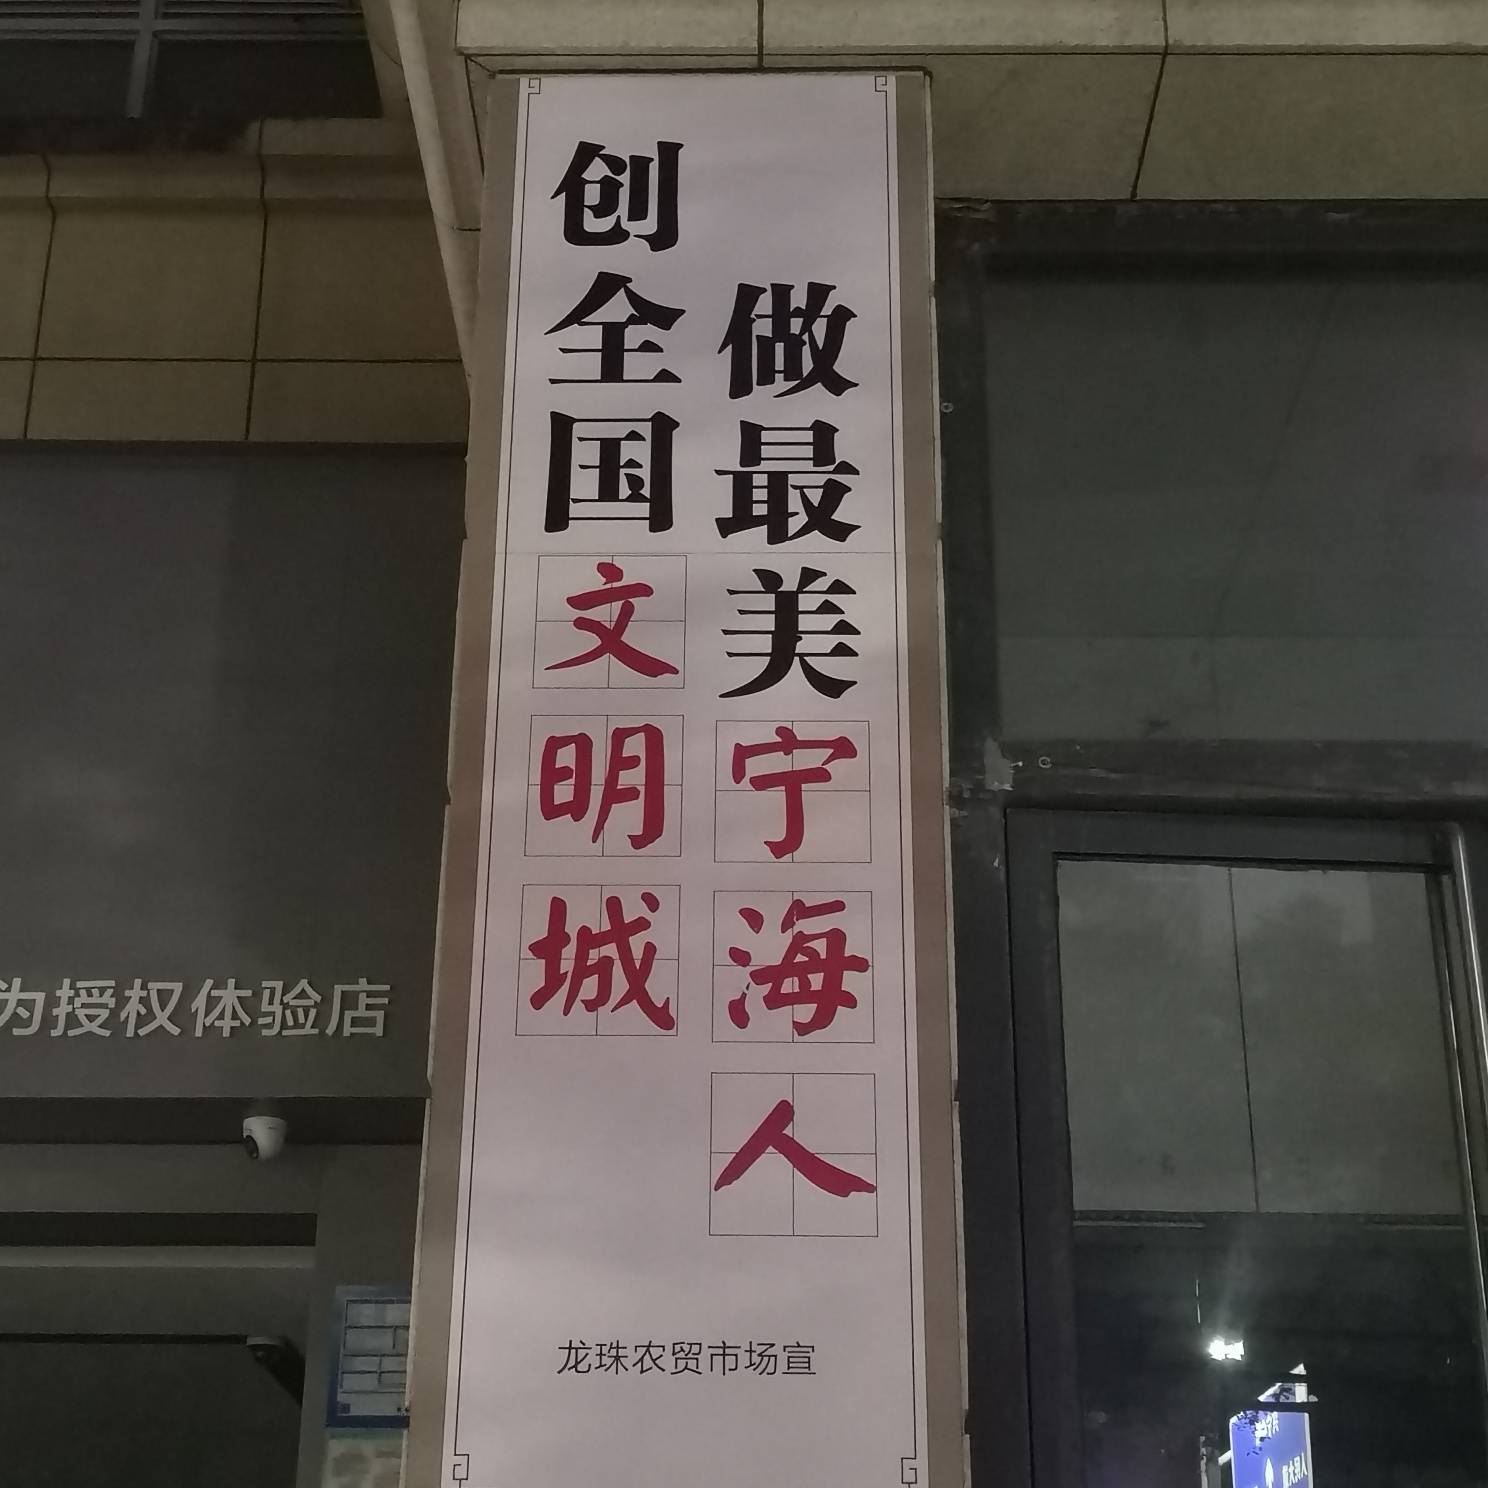 创全国文明城
做最美宁海人
龙珠农贸市场宣
为授权体验店